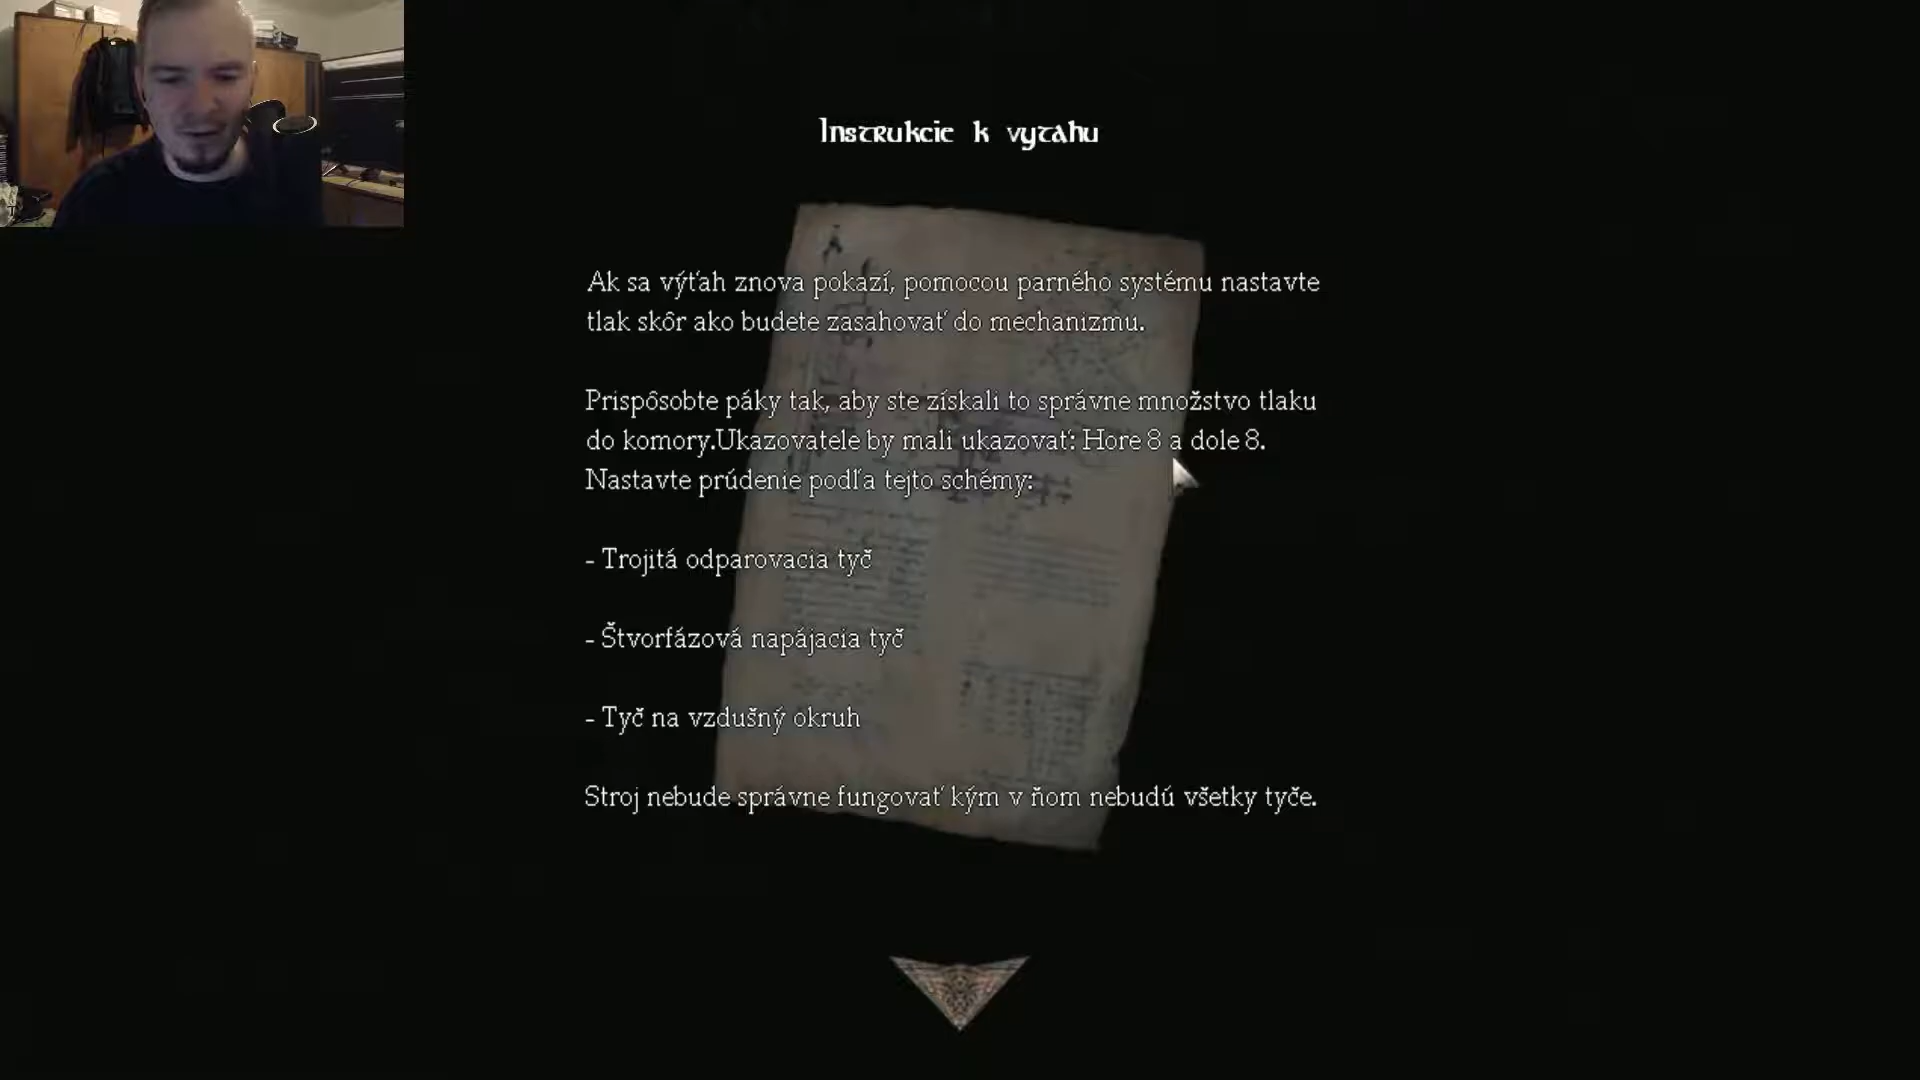 Instrukcie k vytahu
Ak sa výťah znova pokazí, pomocou parného systému nastavte
tlak skôr ako budete zasahovať do mechanizmu.
Prispôsobte páky tak, aby ste získali to správne množstvo tlaku
do komory.Ukazovatele by mali ukazovať: Hore 8 a dole 8.
Nastavte prúdenie podľa tejto schémy:
- Trojitá odparovacia tyč
- Štvorfázová napájacia tyč
- Tyč na vzdušný okruh
Stroj nebude správne fungovať kým v ňom nebudú všetky tyče.